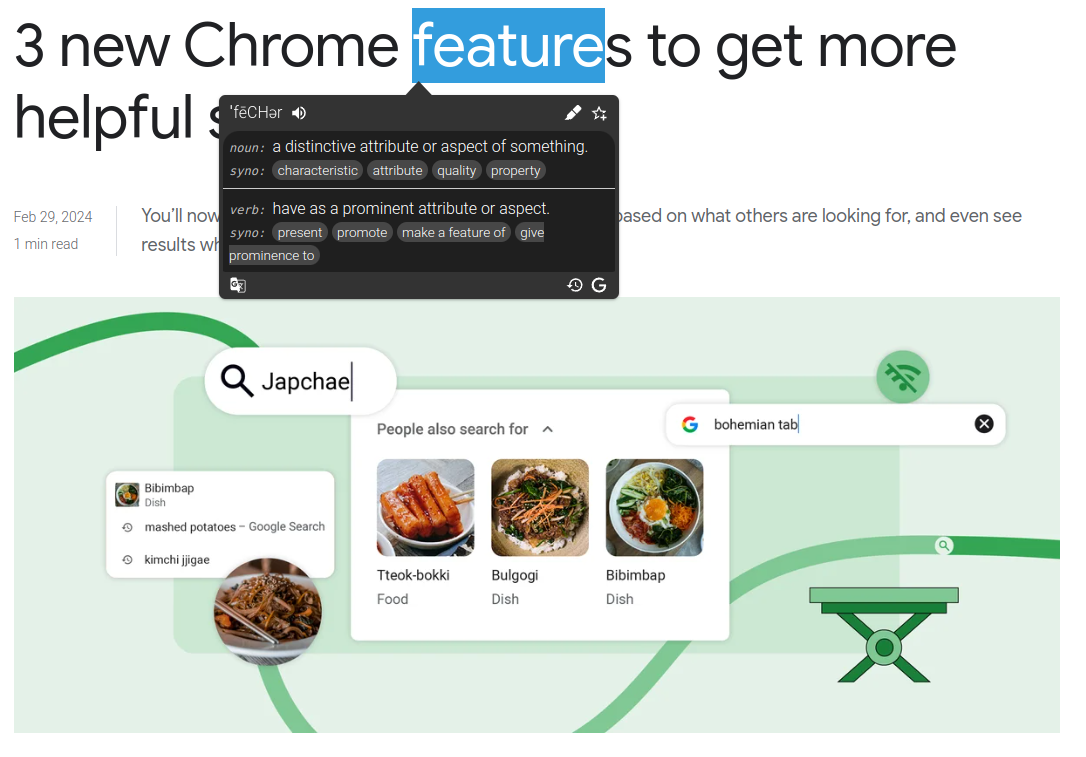 3 new Chrome features to get more
helpful s
ˈfēCHər
noun: a distinctive attribute or aspect of something.
syno: characteristic attribute quality property
verb: have as a prominent attribute or aspect.
syno: present promote make a feature of give
prominence to
Feb 29, 2024
1 min read
You’ll now
based on what others are looking for, and even see
results wh
Japchae
People also search for
bohemian tab
Bibimbap
Dish
mashed potatoes – Google Search
kimchi jjigae
Tteok-bokki
Food
Bulgogi
Dish
Bibimbap
Dish